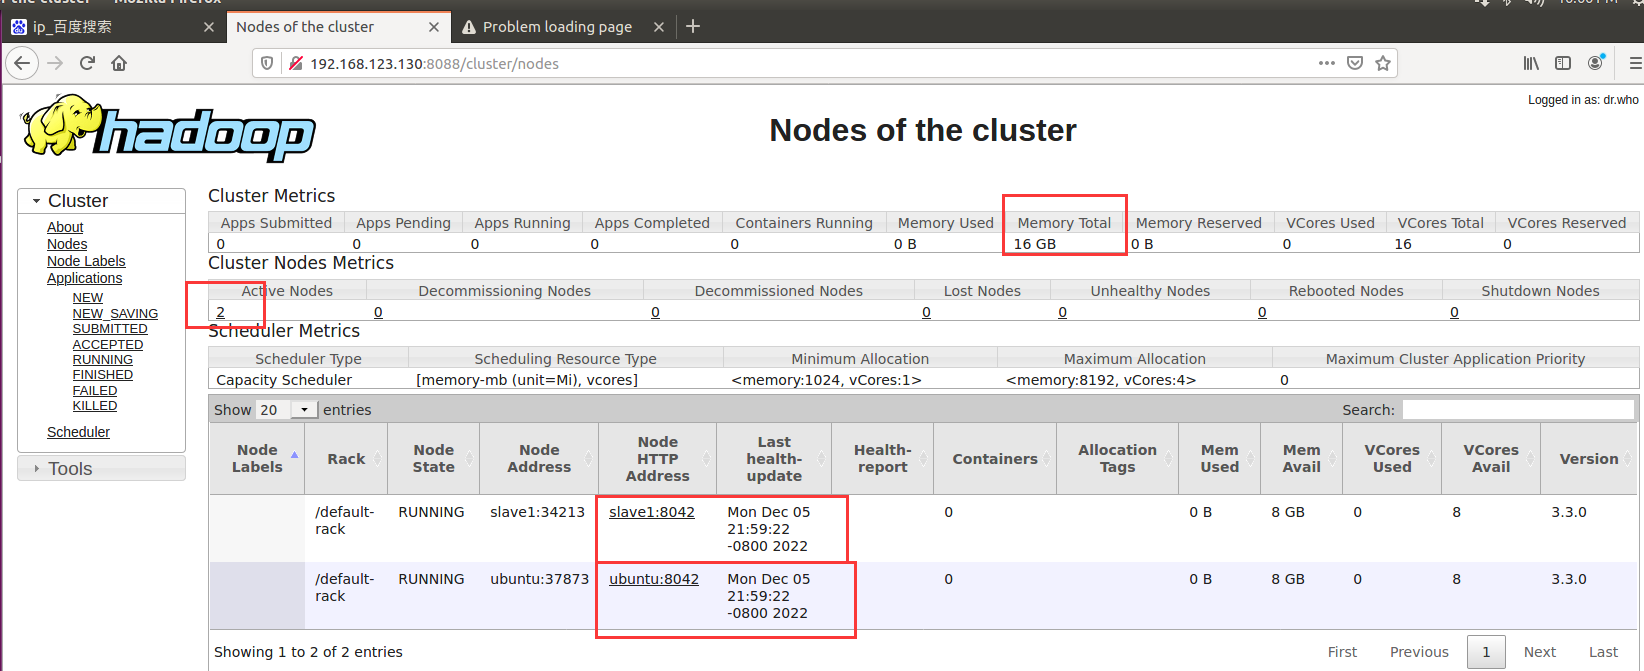 ip_百度搜索
Nodes of the cluster
Problem loading page
192.168.123.130:8088/cluster/nodes
Logged in as: dr.who
hadoop
Nodes of the cluster
Cluster
About
Nodes
Node Labels
Applications
NEW
NEW_SAVING
SUBMITTED
ACCEPTED
RUNNING
FINISHED
FAILED
KILLED
Scheduler
Tools
Cluster Metrics
Apps Submitted Apps Pending Apps Running Apps Completed Containers Running Memory Used Memory Total Memory Reserved VCores Used VCores Total VCores Reserved
0 0 0 0 0 0 B 16 GB 0 B 0 16 0
Cluster Nodes Metrics
Active Nodes Decommissioning Nodes Decommissioned Nodes Lost Nodes Unhealthy Nodes Rebooted Nodes Shutdown Nodes
2 0 0 0 0 0 0
Scheduler Metrics
Scheduler Type Scheduling Resource Type Minimum Allocation Maximum Allocation Maximum Cluster Application Priority
Capacity Scheduler [memory-mb (unit=Mi), vcores] <memory:1024, vCores:1> <memory:8192, vCores:4> 0
Show 20 entries Search:
Node Labels Rack Node State Node Address Node HTTP Address Last health-update Health-report Containers Allocation Tags Mem Used Mem Avail VCores Used VCores Avail Version
/default-rack RUNNING slave1:34213 slave1:8042 Mon Dec 05 21:59:22 -0800 2022 0 0 B 8 GB 0 8 3.3.0
/default-rack RUNNING ubuntu:37873 ubuntu:8042 Mon Dec 05 21:59:22 -0800 2022 0 0 B 8 GB 0 8 3.3.0
Showing 1 to 2 of 2 entries First Previous 1 Next Last